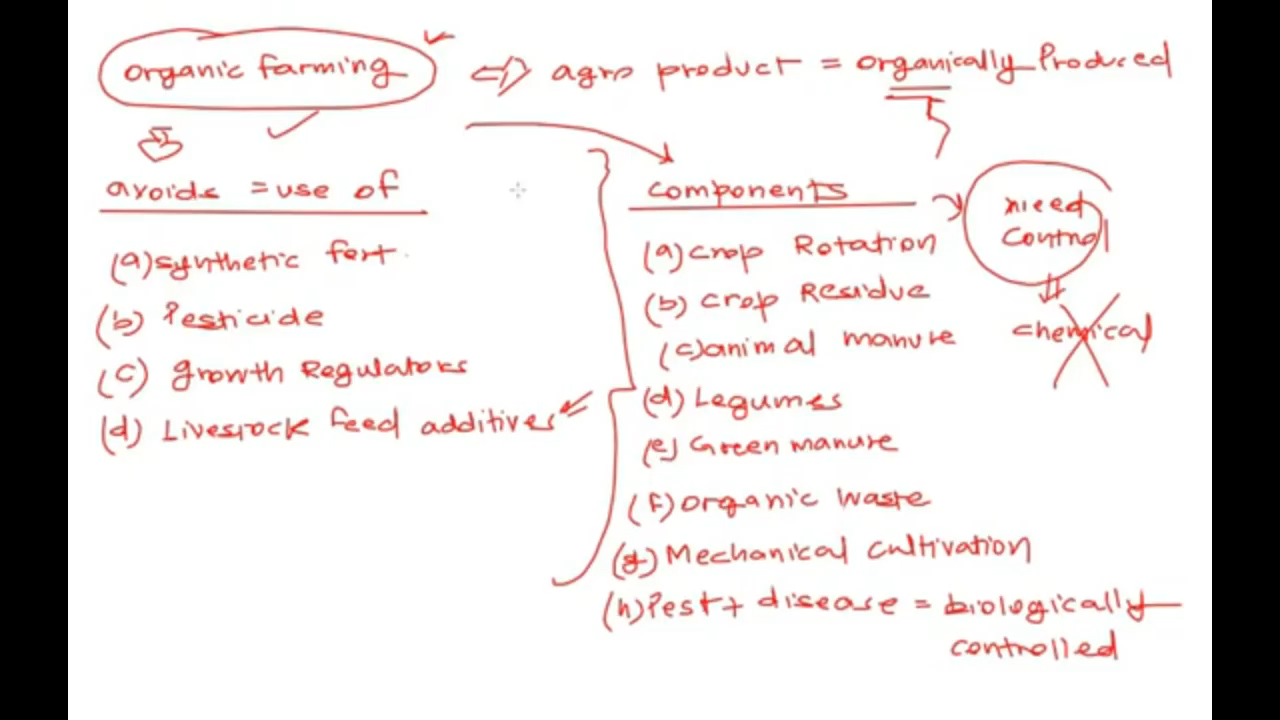 organic farming ⇨ agro product = organically Produced
avoids = use of
(a) synthetic fert.
(b) Pesticide
(c) growth Regulators
(d) Livestock feed additives
components
(a) crop Rotation
(b) crop Residue
(c) animal manure
(d) Legumes
(e) Green manure
(f) organic waste
(g) Mechanical cultivation
(h) Pest + disease = biologically
controlled
need
control
chemical